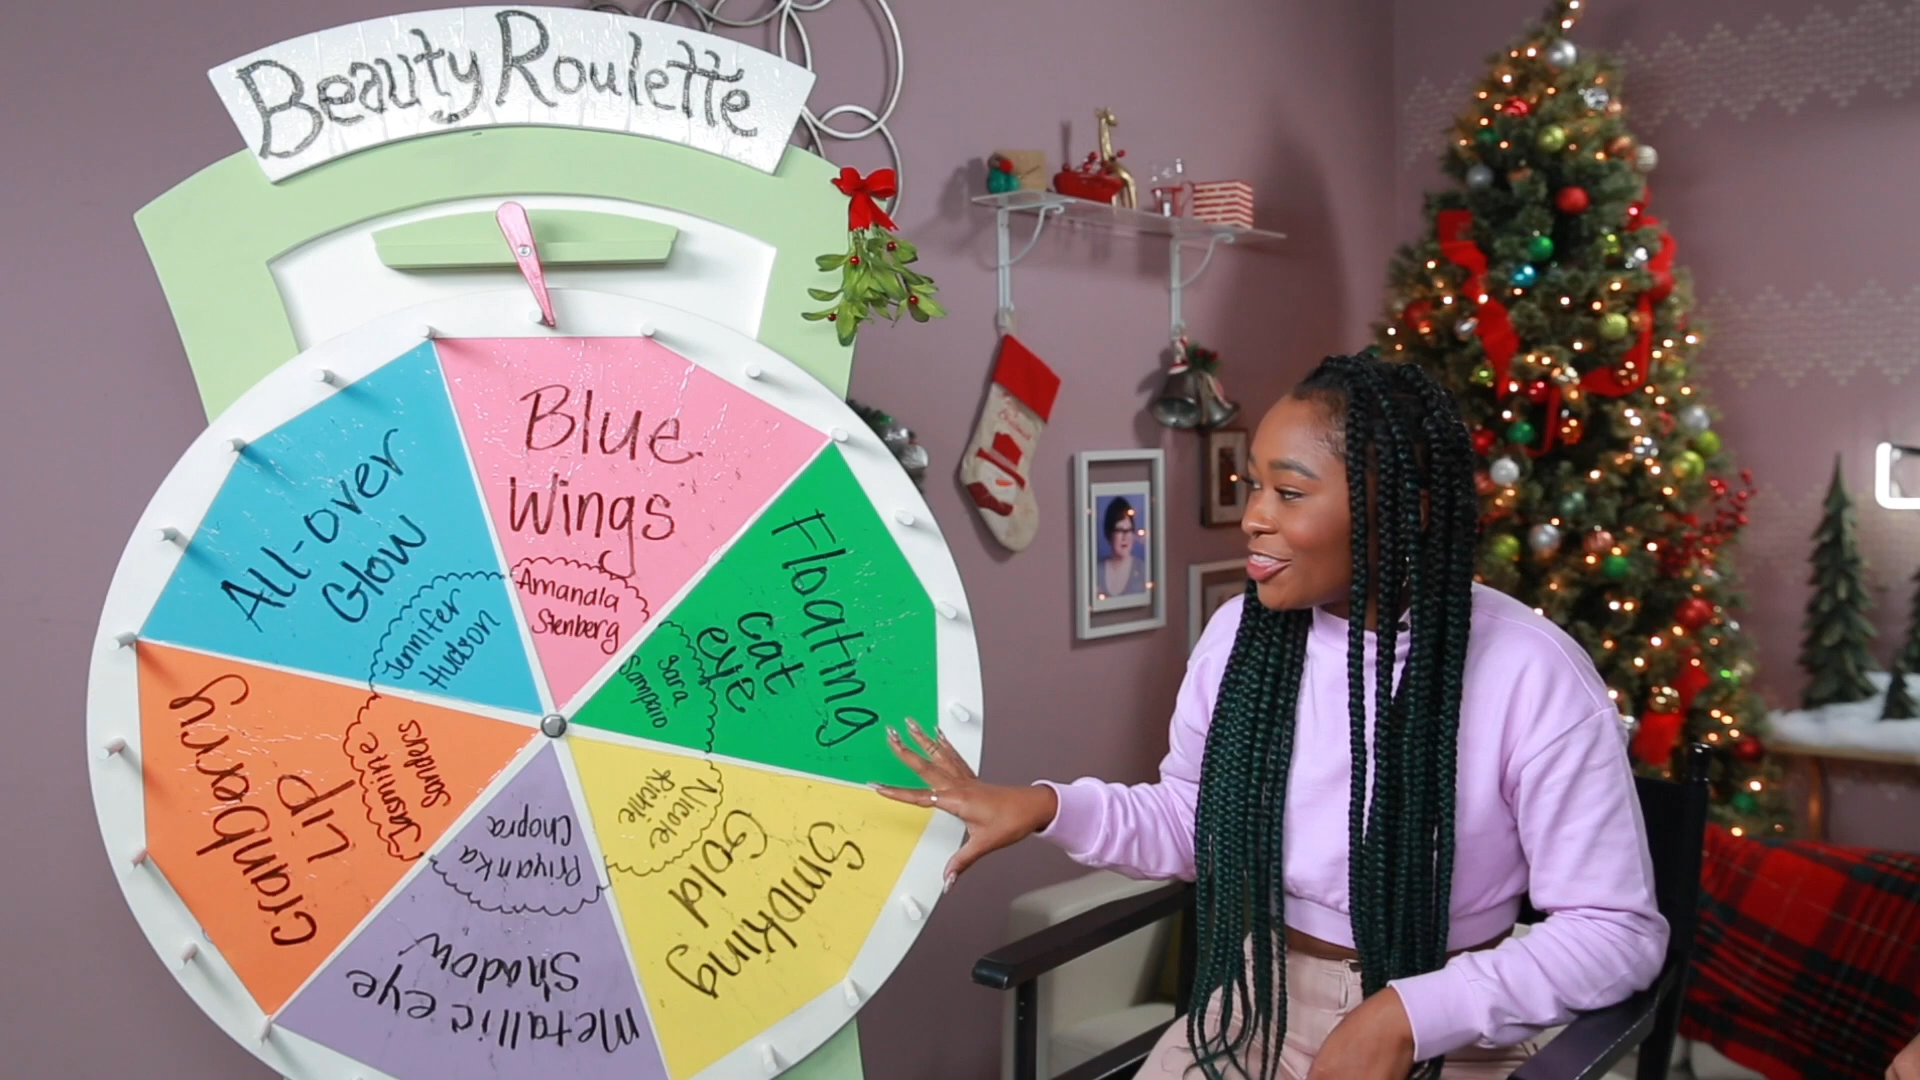 Beauty Roulette
Blue
Wings
Amandla
Stenberg
Floating
cat
eye
Sara
Sampaio
Smoking
Gold
Nicole
Richie
metallic eye
Shadow
Priyanka
Chopra
Cranberry
Lip
Jasmine
Sanders
All-over
Glow
Jennifer
Hudson